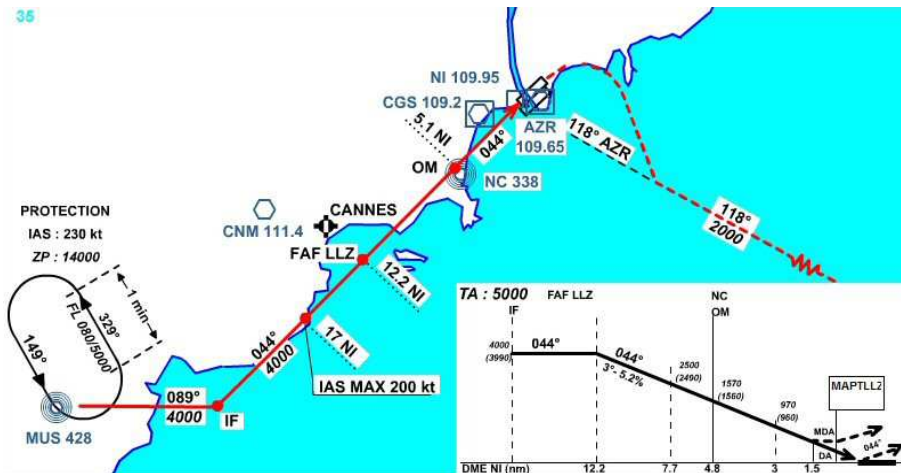 35
NI 109.95
CGS 109.2
AZR
109.65
5.1 NI
044°
118° AZR
OM
NC 338
118°
2000
PROTECTION
IAS : 230 kt
ZP : 14000
CNM 111.4
CANNES
FAF LLZ
12.2 NI
1 min
FL 080/5000
329°
149°
17 NI
044°
4000
IAS MAX 200 kt
089°
4000
IF
MUS 428
TA : 5000
FAF LLZ
NC
IF
OM
4000
(3990)
044°
044°
3°- 5.2%
2500
(2490)
1570
(1560)
970
(960)
MAPTLLZ
MDA
DA
044°
DME NI (nm)
12.2
7.7
4.8
3
1.5